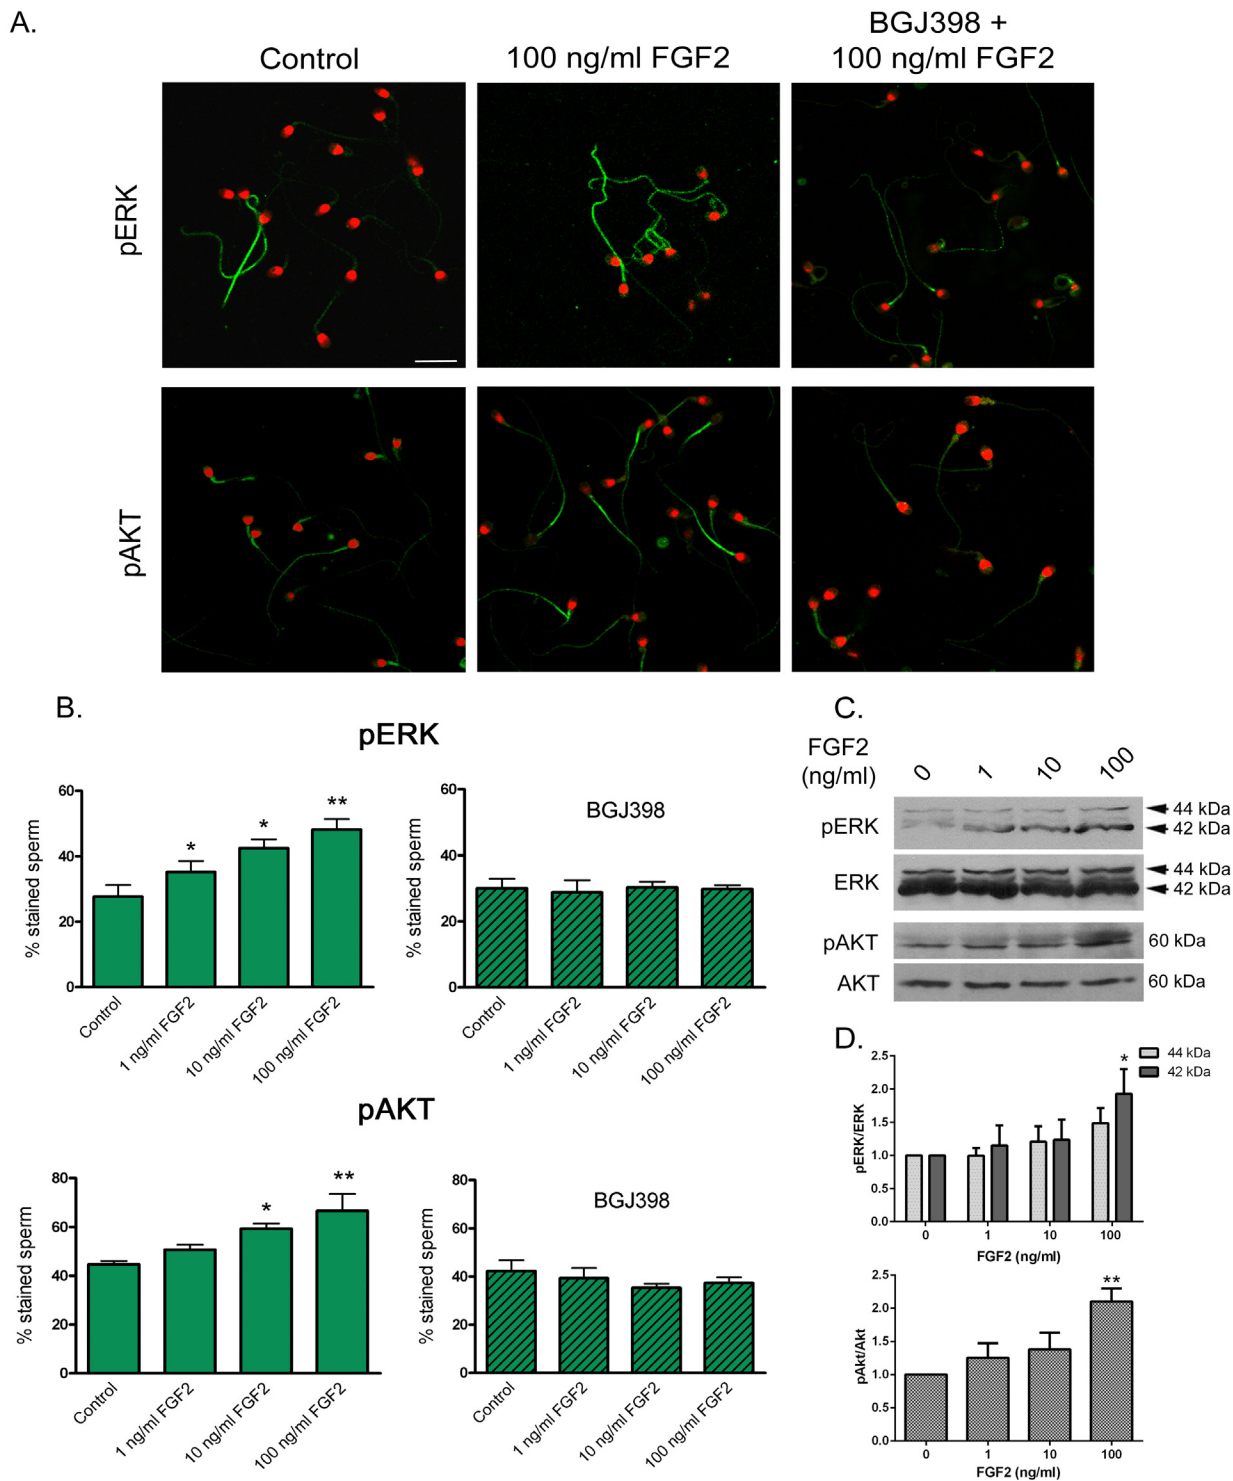 A.
Control
100 ng/ml FGF2
BGJ398 +
100 ng/ml FGF2
pERK
pAKT
B.
pERK
60
40
20
0
% stained sperm
* * **
Control
1 ng/ml FGF2
10 ng/ml FGF2
100 ng/ml FGF2
BGJ398
60
40
20
0
% stained sperm
Control
1 ng/ml FGF2
10 ng/ml FGF2
100 ng/ml FGF2
pAKT
80
60
40
20
0
% stained sperm
* **
Control
1 ng/ml FGF2
10 ng/ml FGF2
100 ng/ml FGF2
BGJ398
80
60
40
20
0
% stained sperm
Control
1 ng/ml FGF2
10 ng/ml FGF2
100 ng/ml FGF2
C.
FGF2
(ng/ml)
0 1 10 100
pERK
44 kDa
42 kDa
ERK
44 kDa
42 kDa
pAKT
60 kDa
AKT
60 kDa
D.
44 kDa
42 kDa
*
2.5
2.0
1.5
1.0
0.5
0.0
pERK/ERK
0 1 10 100
FGF2 (ng/ml)
**
2.5
2.0
1.5
1.0
0.5
0.0
pAkt/Akt
0 1 10 100
FGF2 (ng/ml)